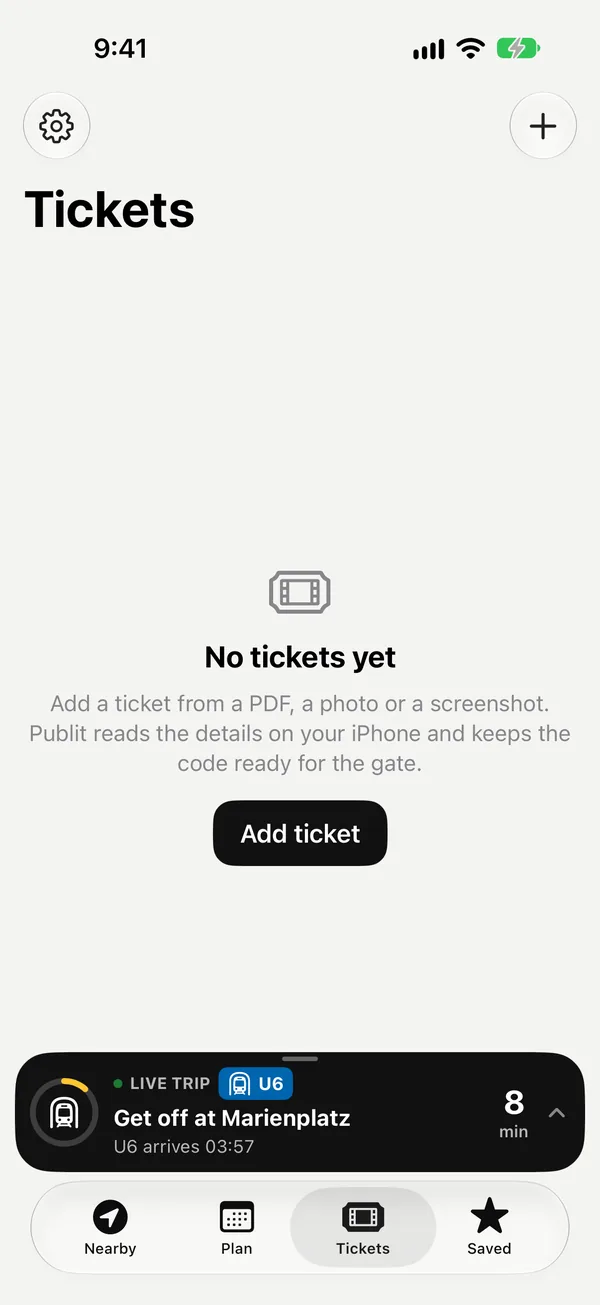 9:41
Tickets
No tickets yet
Add a ticket from a PDF, a photo or a screenshot.
Publit reads the details on your iPhone and keeps the
code ready for the gate.
Add ticket
LIVE TRIP U6
Get off at Marienplatz
U6 arrives 03:57
8
min
Nearby
Plan
Tickets
Saved